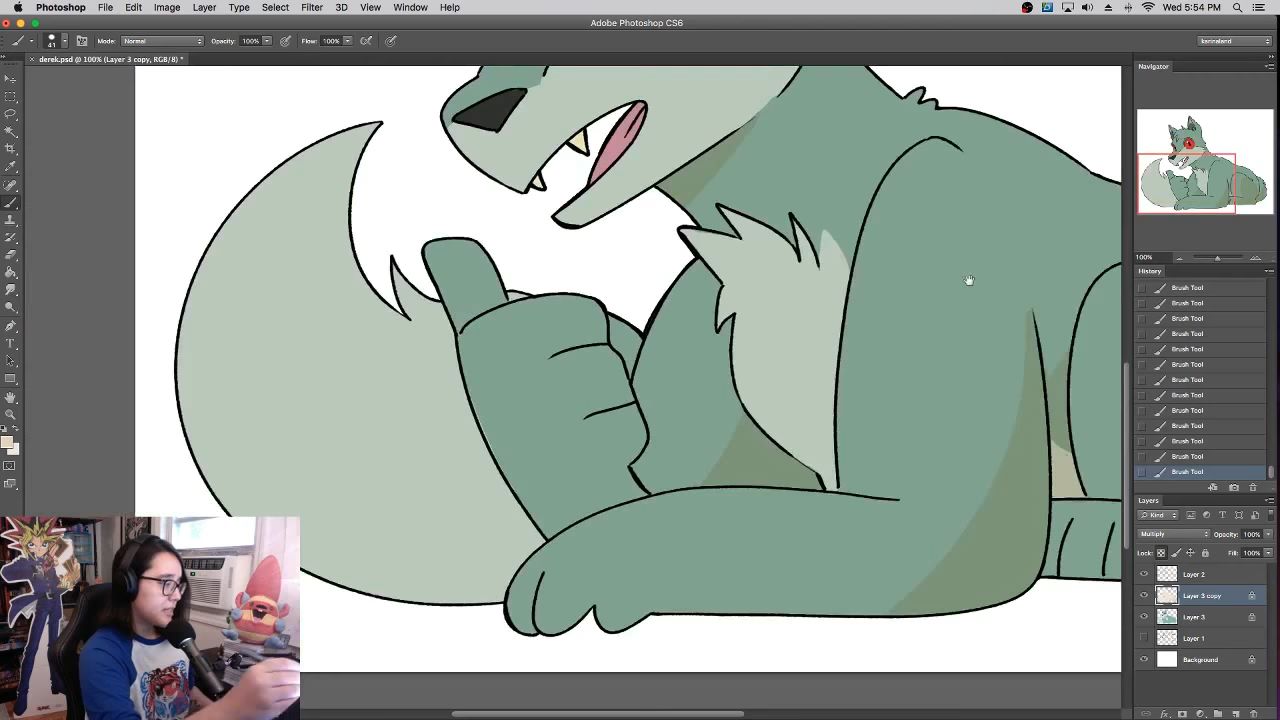 Photoshop File Edit Image Layer Type Select Filter 3D View Window Help
Wed 5:54 PM
Adobe Photoshop CS6
41 Mode: Normal Opacity: 100% Flow: 100% karinaland
derek.psd @ 100% (Layer 3 copy, RGB/8) *
Navigator
100%
History
Brush Tool
Brush Tool
Brush Tool
Brush Tool
Brush Tool
Brush Tool
Brush Tool
Brush Tool
Brush Tool
Brush Tool
Brush Tool
Brush Tool
Brush Tool
Layers
Kind
Multiply Opacity: 100%
Lock: Fill: 100%
Layer 2
Layer 3 copy
Layer 3
Layer 1
Background